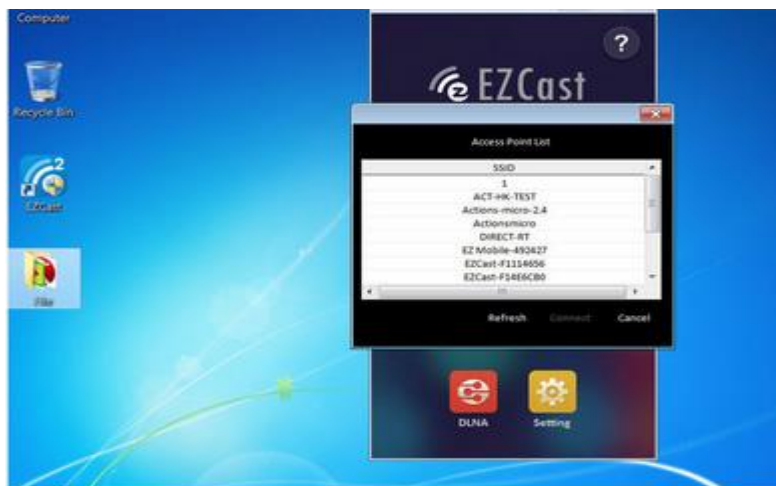 Computer
Recycle Bin
2
File
?
EZCast
Access Point List
SSID
1
ACT-HK-TEST
Actions-micro-2.4
Actionsmicro
DIRECT-RT
EZ Mobile-492427
EZCast-F1114656
EZCast-F14E6CB0
Refresh
Connect
Cancel
DLNA
Setting